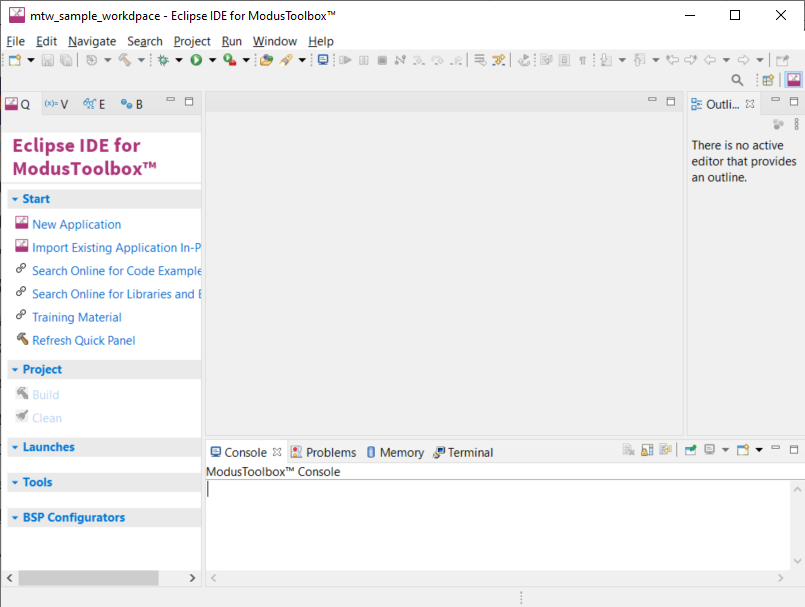 mtw_sample_workdpace - Eclipse IDE for ModusToolbox™
File Edit Navigate Search Project Run Window Help
Q (x)= V E B
Outli...
Eclipse IDE for
ModusToolbox™
There is no active
editor that provides
an outline.
Start
New Application
Import Existing Application In-P
Search Online for Code Example
Search Online for Libraries and B
Training Material
Refresh Quick Panel
Project
Build
Clean
Launches
Tools
BSP Configurators
Console Problems Memory Terminal
ModusToolbox™ Console